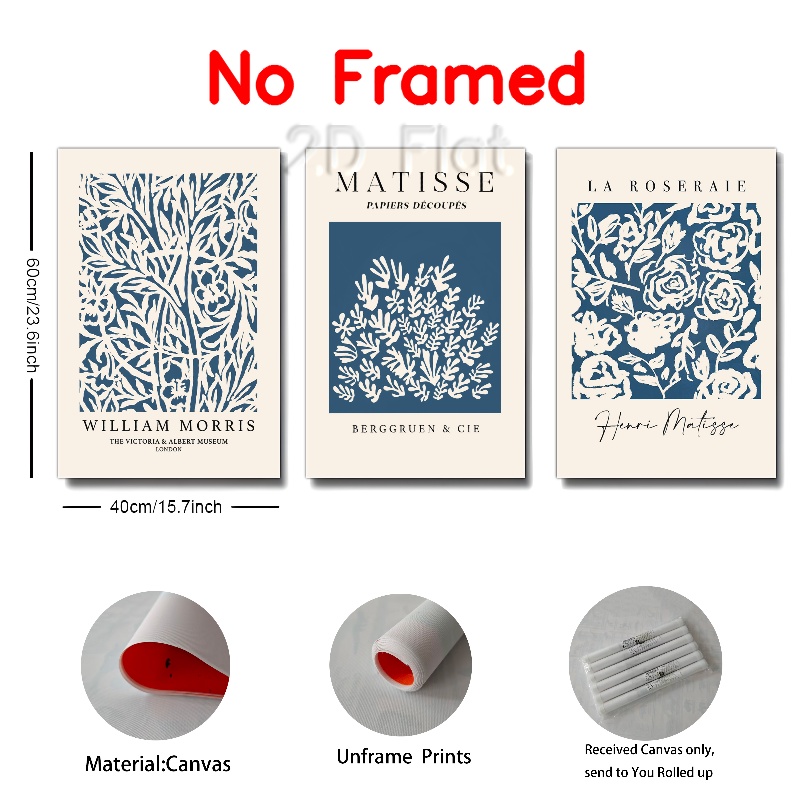 No Framed
2D Flat
60cm/23.6inch
WILLIAM MORRIS
THE VICTORIA & ALBERT MUSEUM
LONDON
MATISSE
PAPIERS DÉCOUPÉS
BERGGRUEN & CIE
LA ROSERAIE
Henri Matisse
40cm/15.7inch
Material:Canvas
Unframe Prints
Received Canvas only,
send to You Rolled up